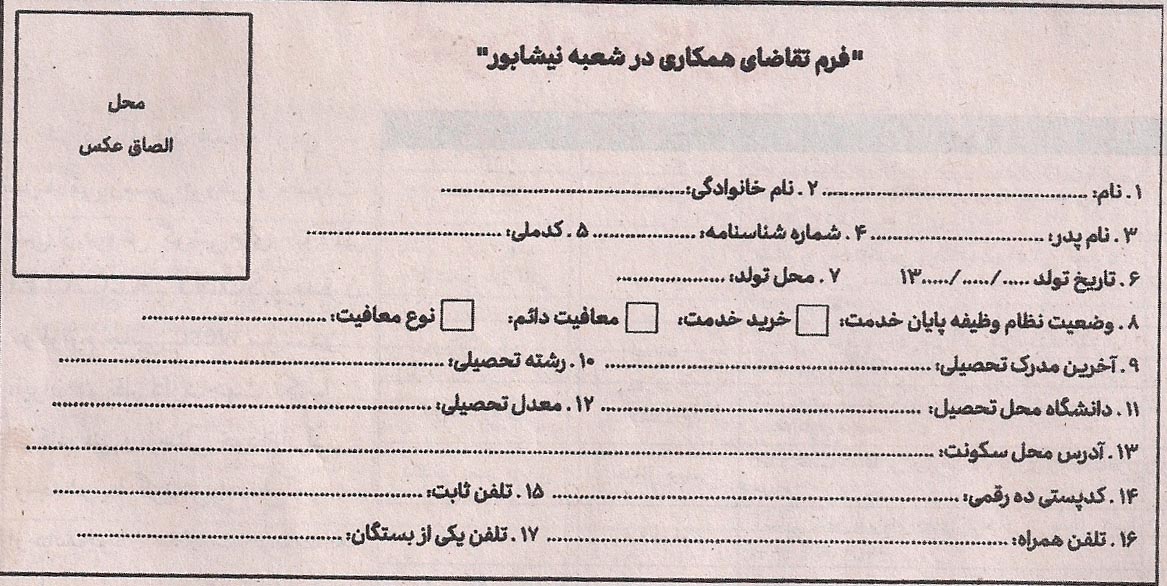 "فرم تقاضای همکاری در شعبه نیشابور"
محل
الصاق عکس
۱. نام: ........................................ ۲. نام خانوادگی: ........................................
۳. نام پدر: .............................. ۴. شماره شناسنامه: .................. ۵. کدملی: ..............................
۶. تاریخ تولد ...../...../.....۱۳ ۷. محل تولد: ..................
۸. وضعیت نظام وظیفه پایان خدمت: □ خرید خدمت: □ معافیت دائم: □ نوع معافیت: ..............................
۹. آخرین مدرک تحصیلی: .................................................. ۱۰. رشته تحصیلی: ..................................................
۱۱. دانشگاه محل تحصیل: .................................................. ۱۲. معدل تحصیلی: ..................................................
۱۳. آدرس محل سکونت: ....................................................................................................
۱۴. کدپستی ده رقمی: .................................................. ۱۵. تلفن ثابت: ..................................................
۱۶. تلفن همراه: .................................................. ۱۷. تلفن یکی از بستگان: ........................................